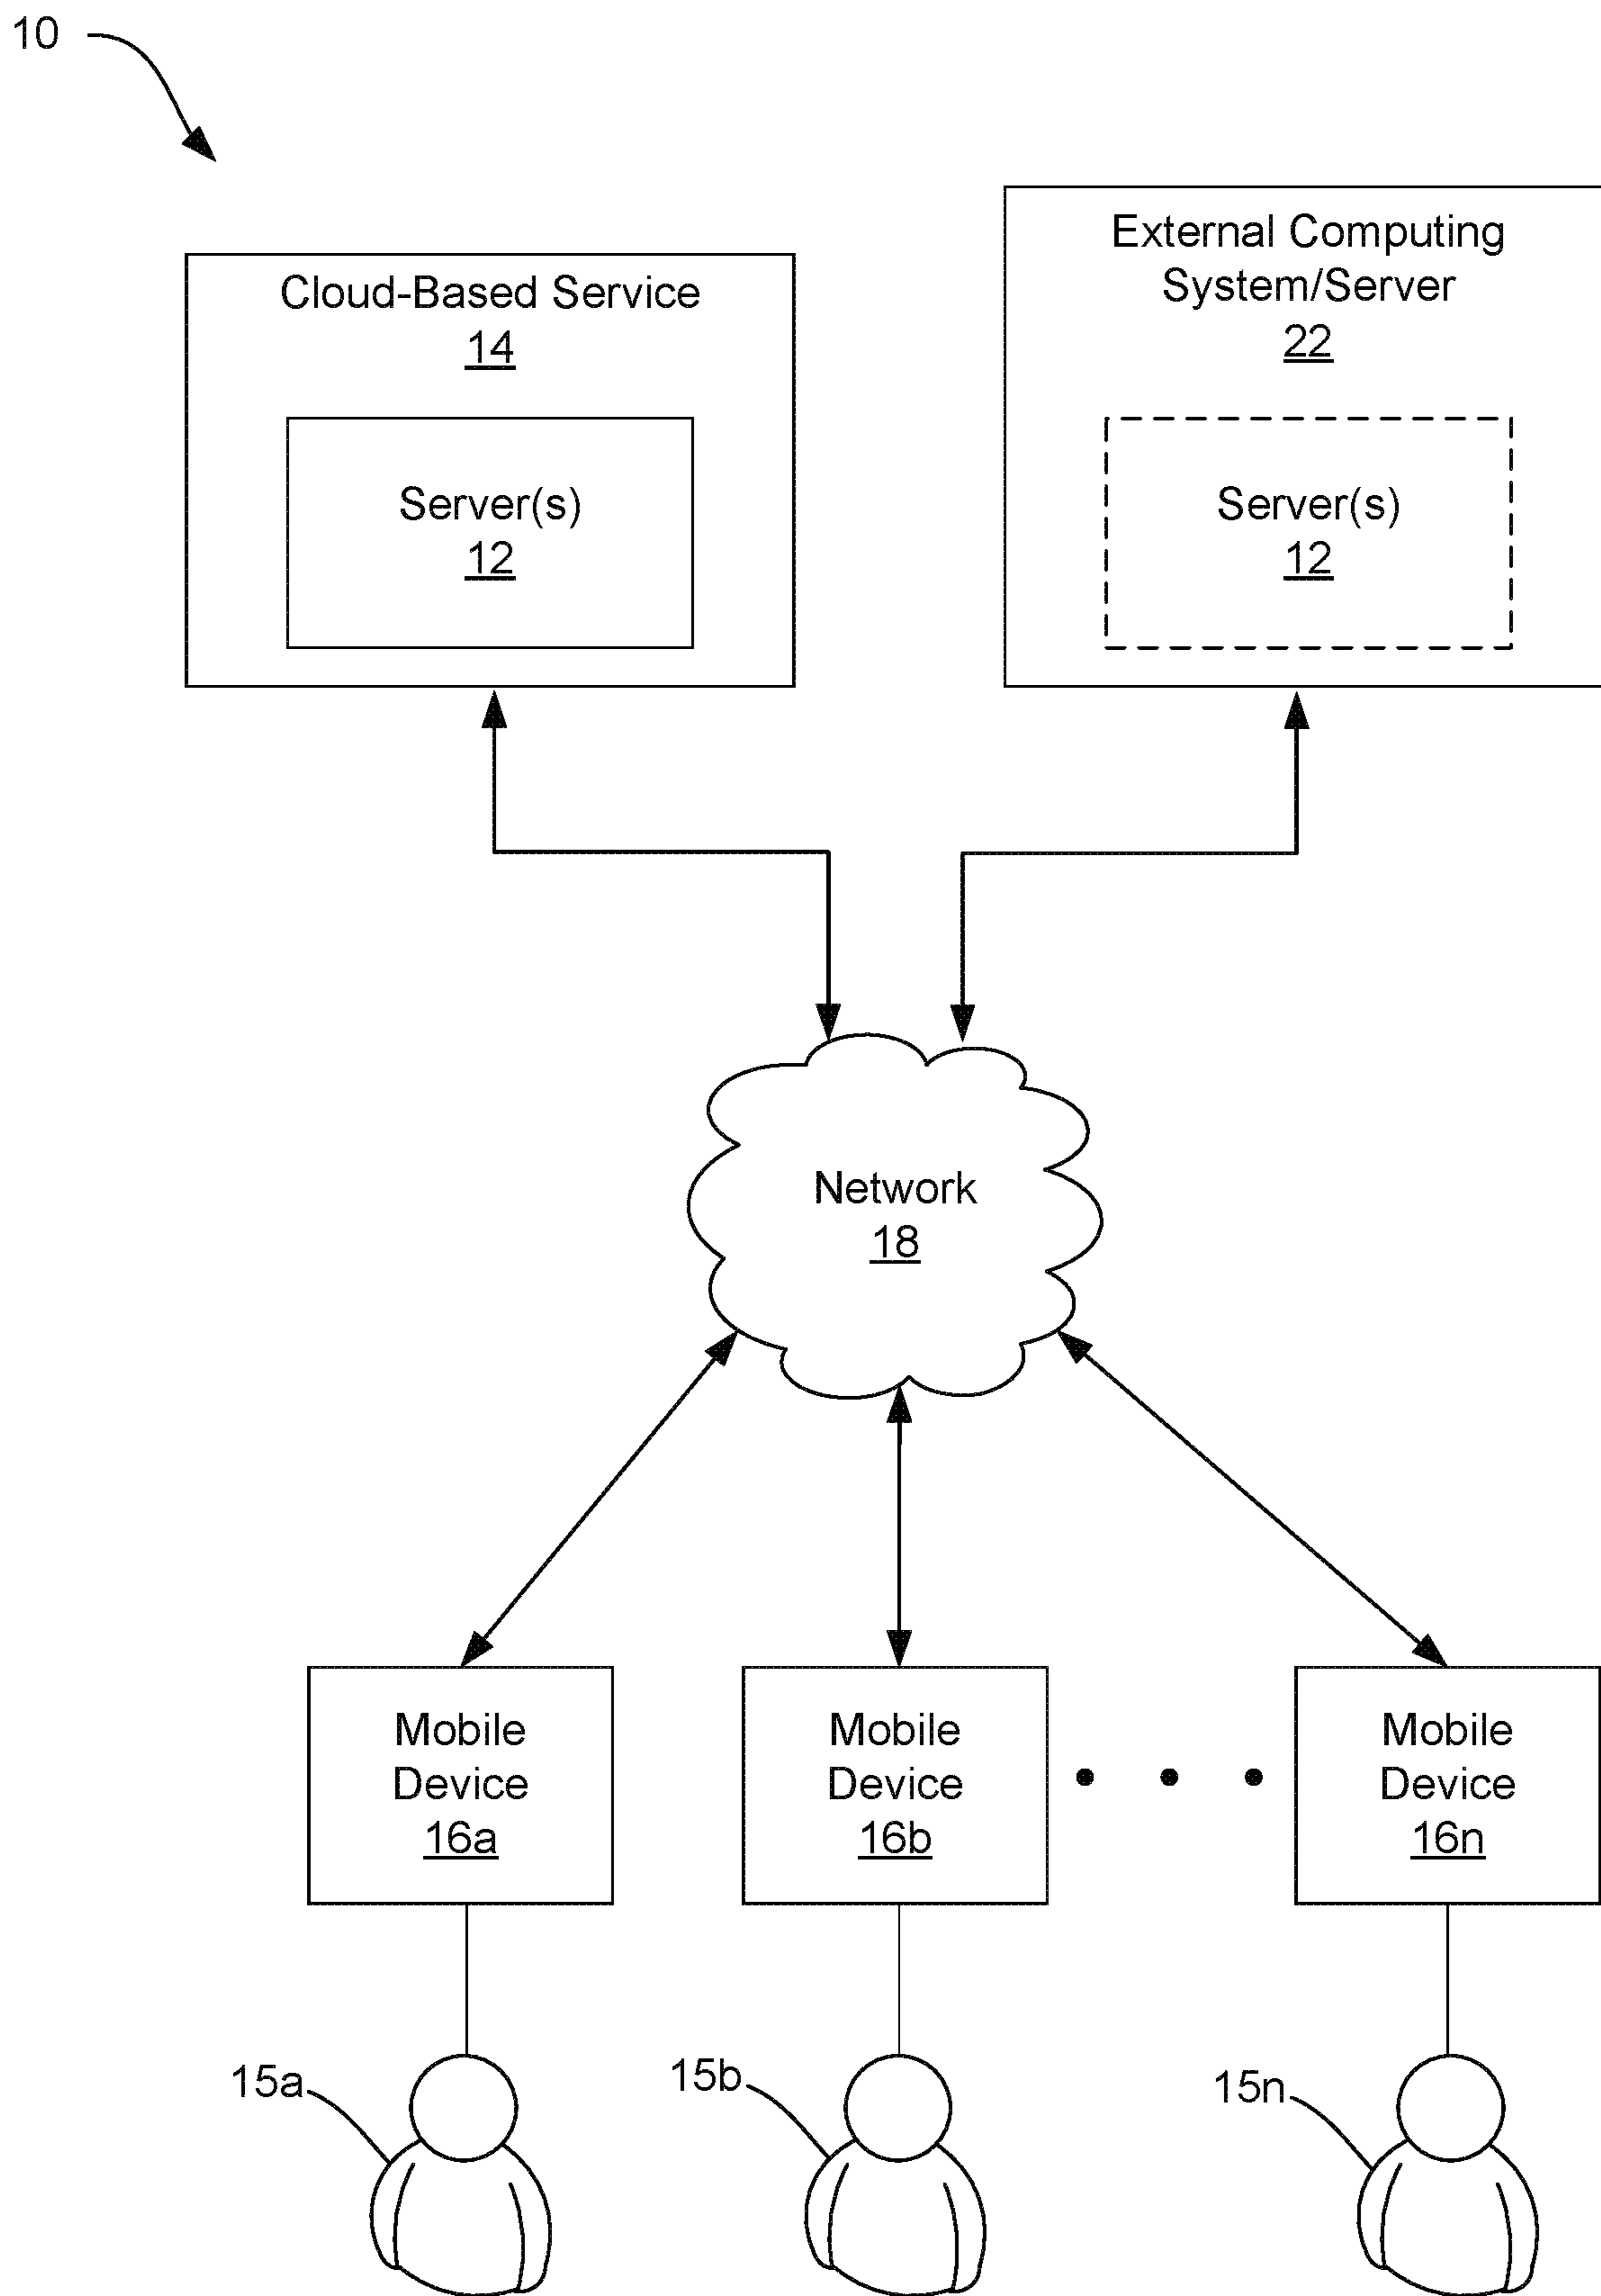 10
External Computing
System/Server
22
Cloud-Based Service
14
Server(s)
12
Server(s)
12
Network
18
Mobile
Device
16a
Mobile
Device
16b
Mobile
Device
16n
15a
15b
15n